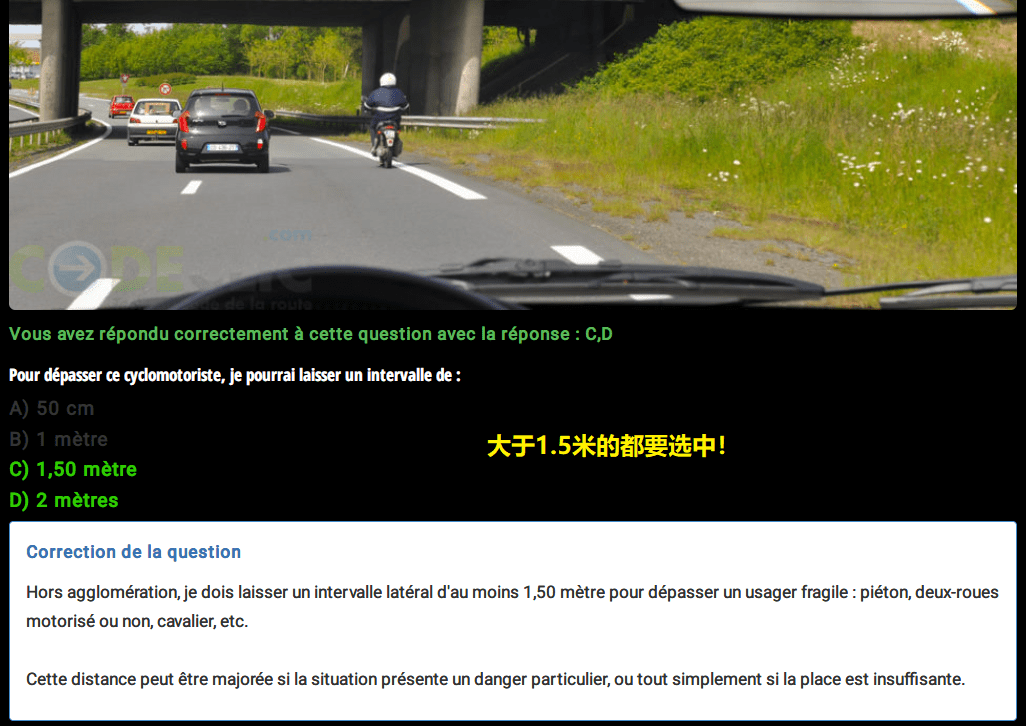 CODE
.com
code de la route
Vous avez répondu correctement à cette question avec la réponse : C,D
Pour dépasser ce cyclomotoriste, je pourrai laisser un intervalle de :
A) 50 cm
B) 1 mètre
大于1.5米的都要选中！
C) 1,50 mètre
D) 2 mètres
Correction de la question
Hors agglomération, je dois laisser un intervalle latéral d'au moins 1,50 mètre pour dépasser un usager fragile : piéton, deux-roues
motorisé ou non, cavalier, etc.
Cette distance peut être majorée si la situation présente un danger particulier, ou tout simplement si la place est insuffisante.